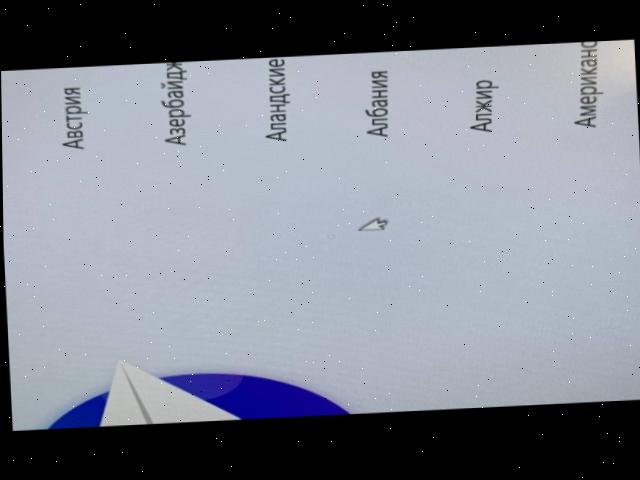 Австрия
Азербайдж
Аландские
Албания
Алжир
Американс